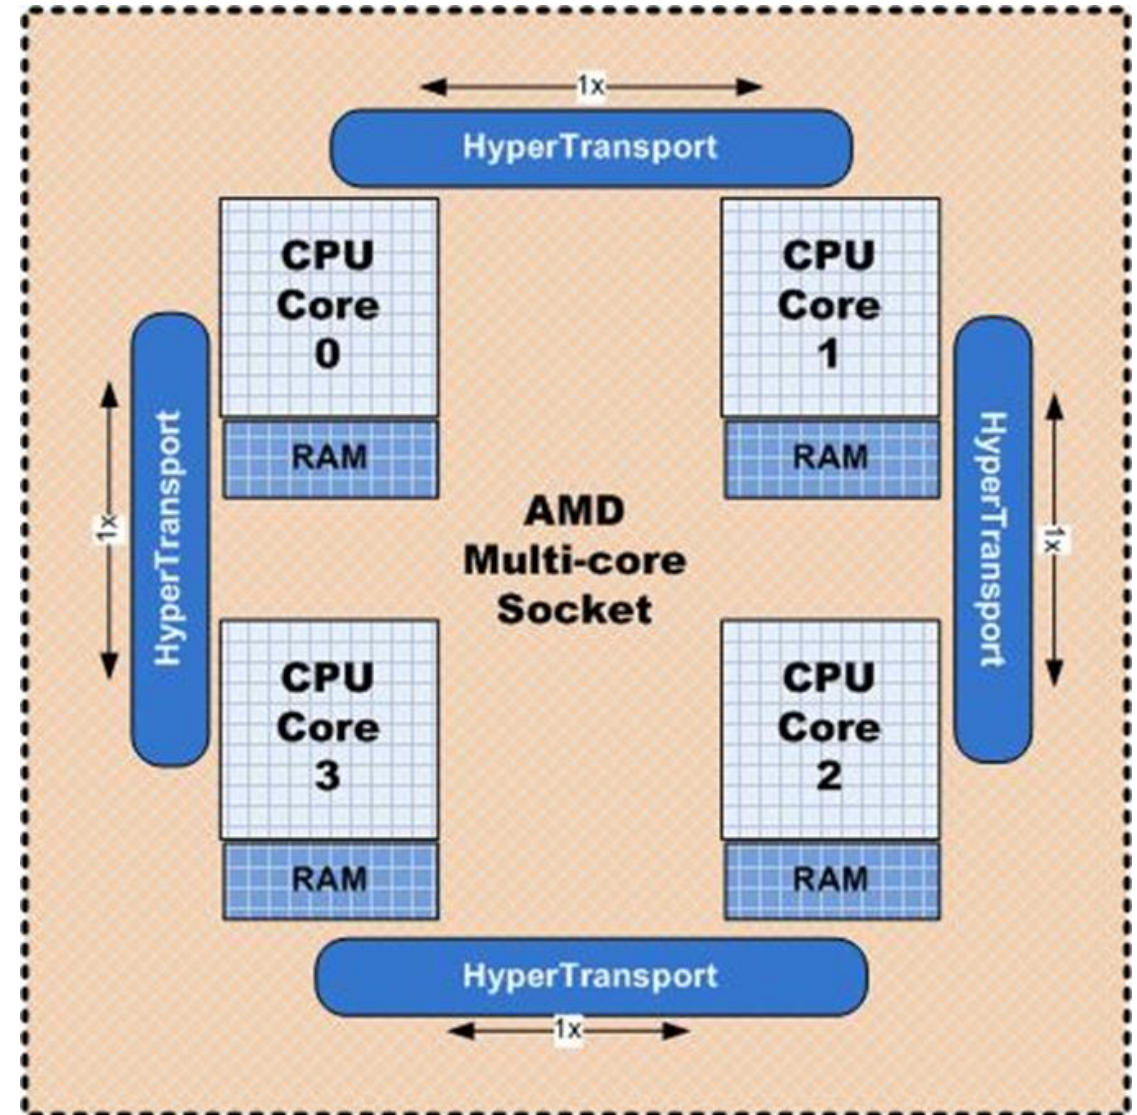 1x
HyperTransport
CPU
Core
0
RAM
CPU
Core
1
RAM
HyperTransport
1x
HyperTransport
1x
AMD
Multi-core
Socket
CPU
Core
3
RAM
CPU
Core
2
RAM
HyperTransport
1x